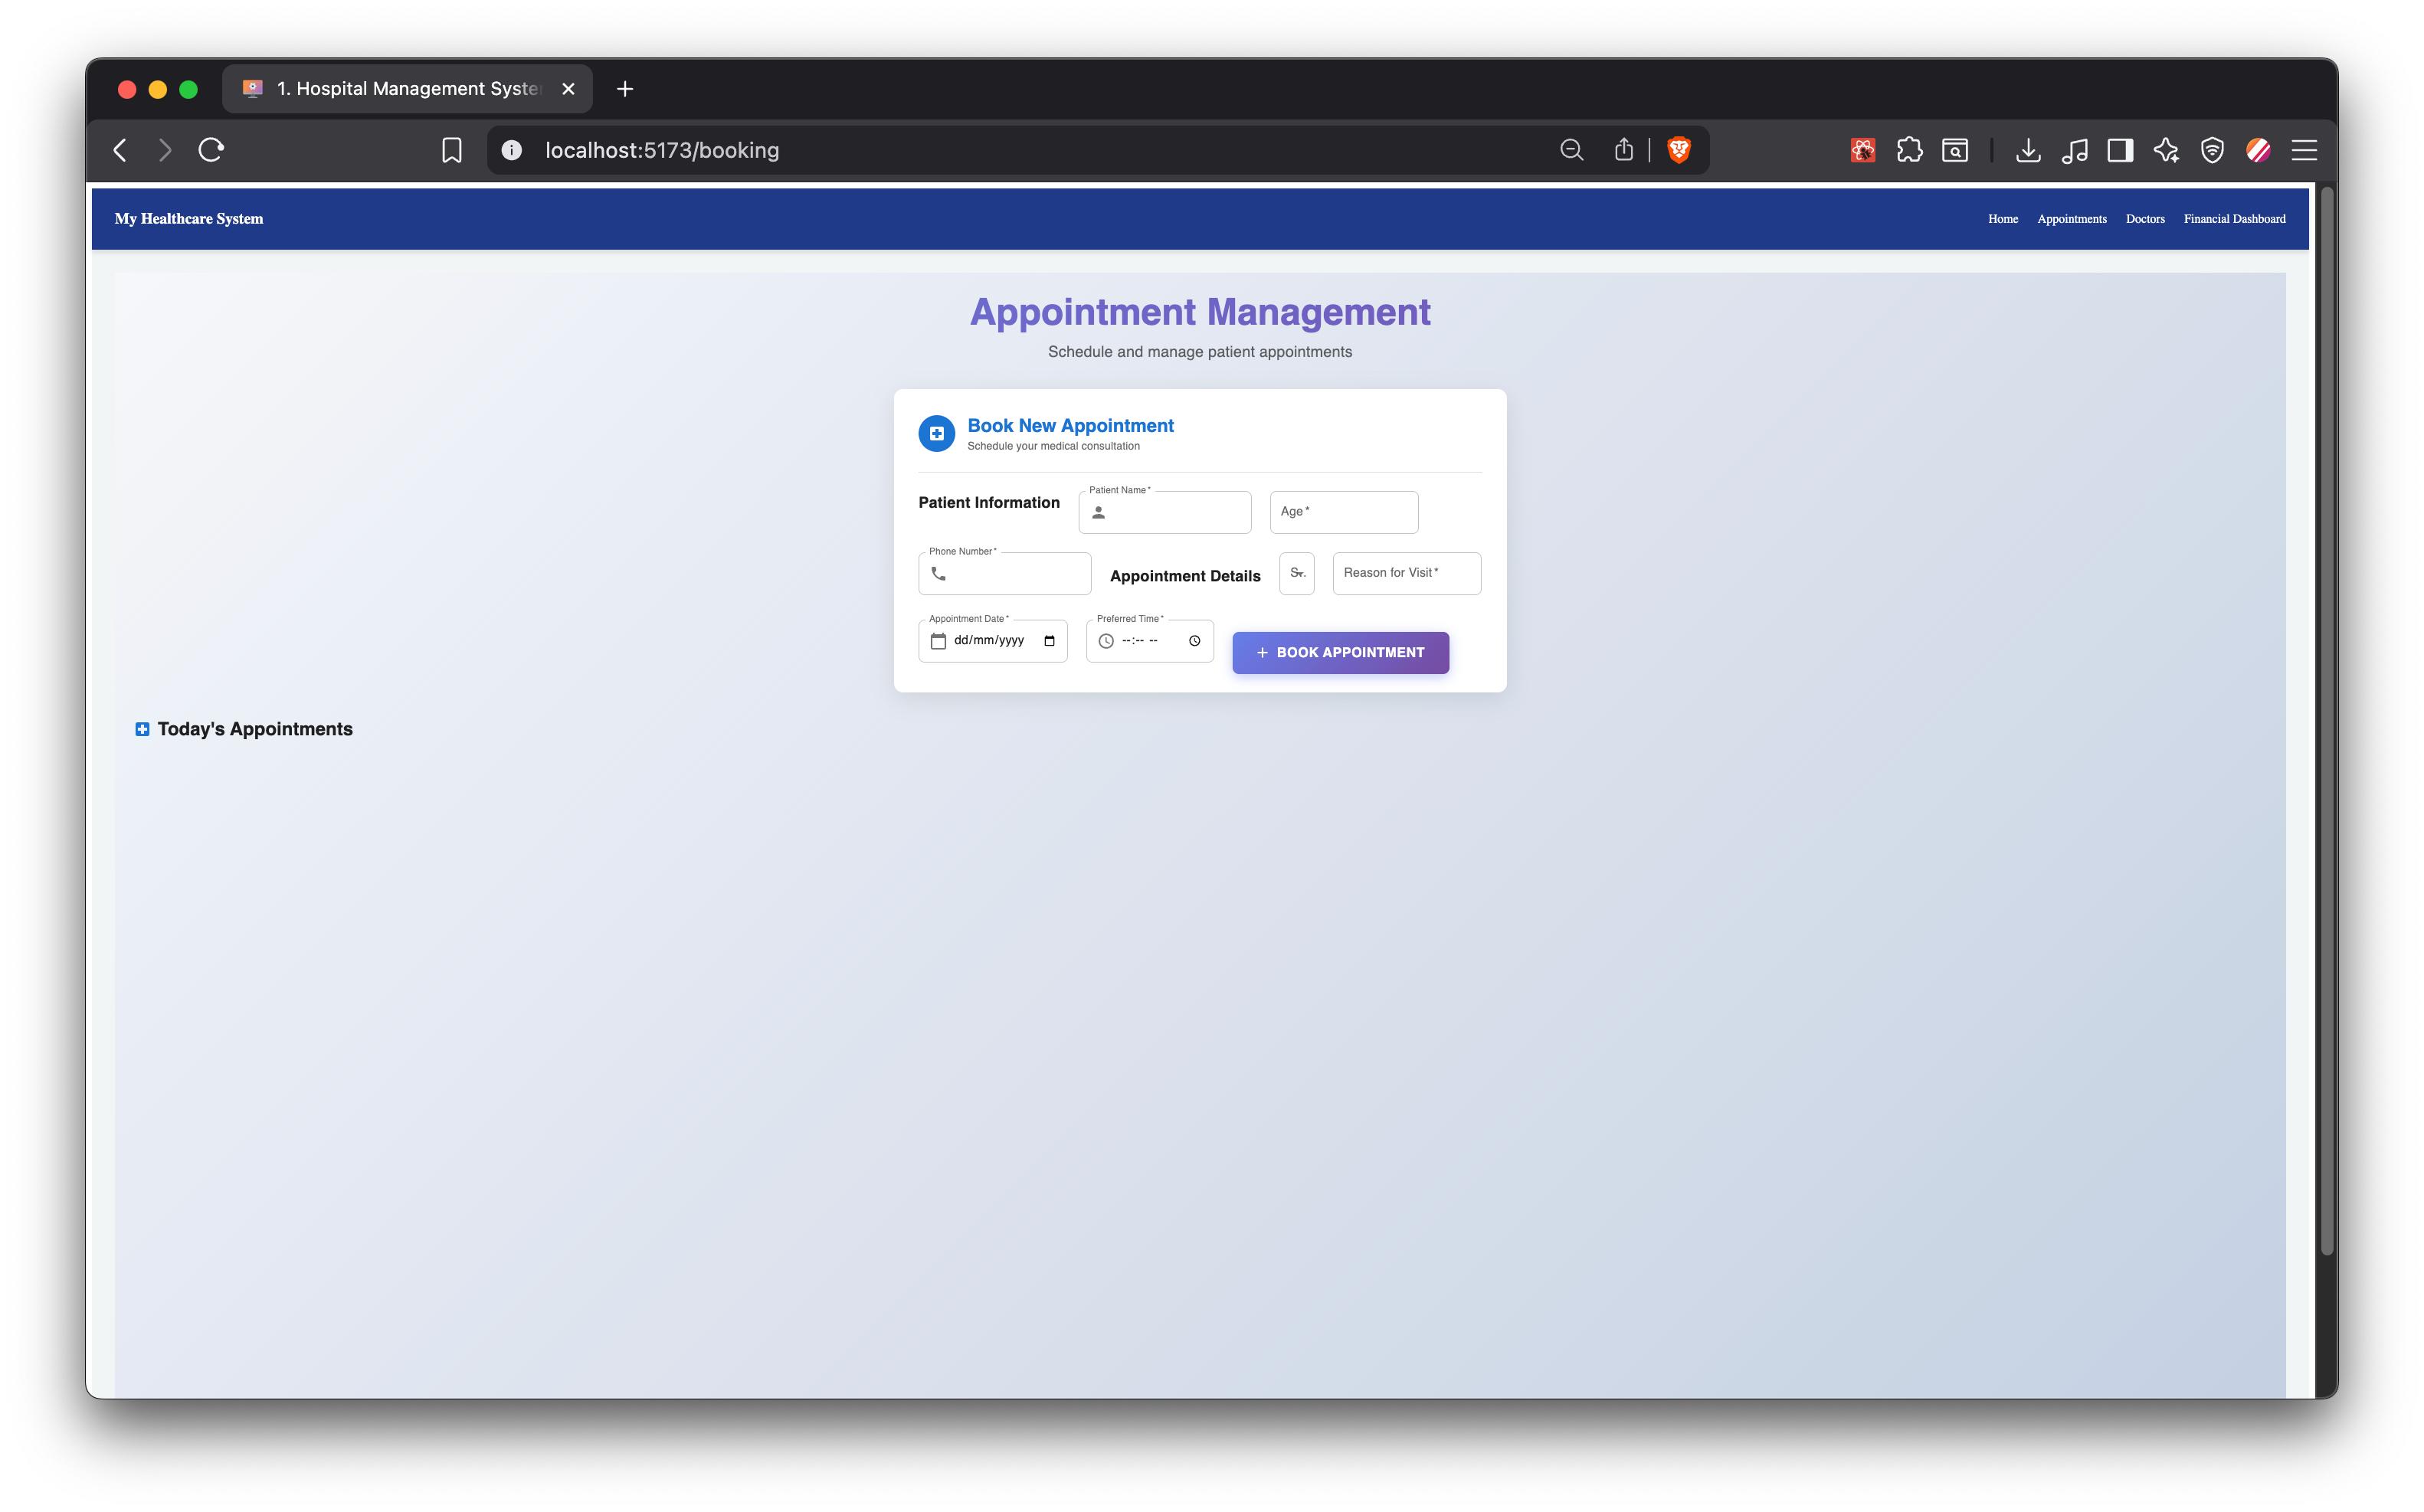 1. Hospital Management Syste
localhost:5173/booking
My Healthcare System
Home Appointments Doctors Financial Dashboard
Appointment Management
Schedule and manage patient appointments
Book New Appointment
Schedule your medical consultation
Patient Information
Patient Name *
Age *
Phone Number *
Appointment Details
Reason for Visit *
Appointment Date *
dd/mm/yyyy
Preferred Time *
--:-- --
+ BOOK APPOINTMENT
Today's Appointments